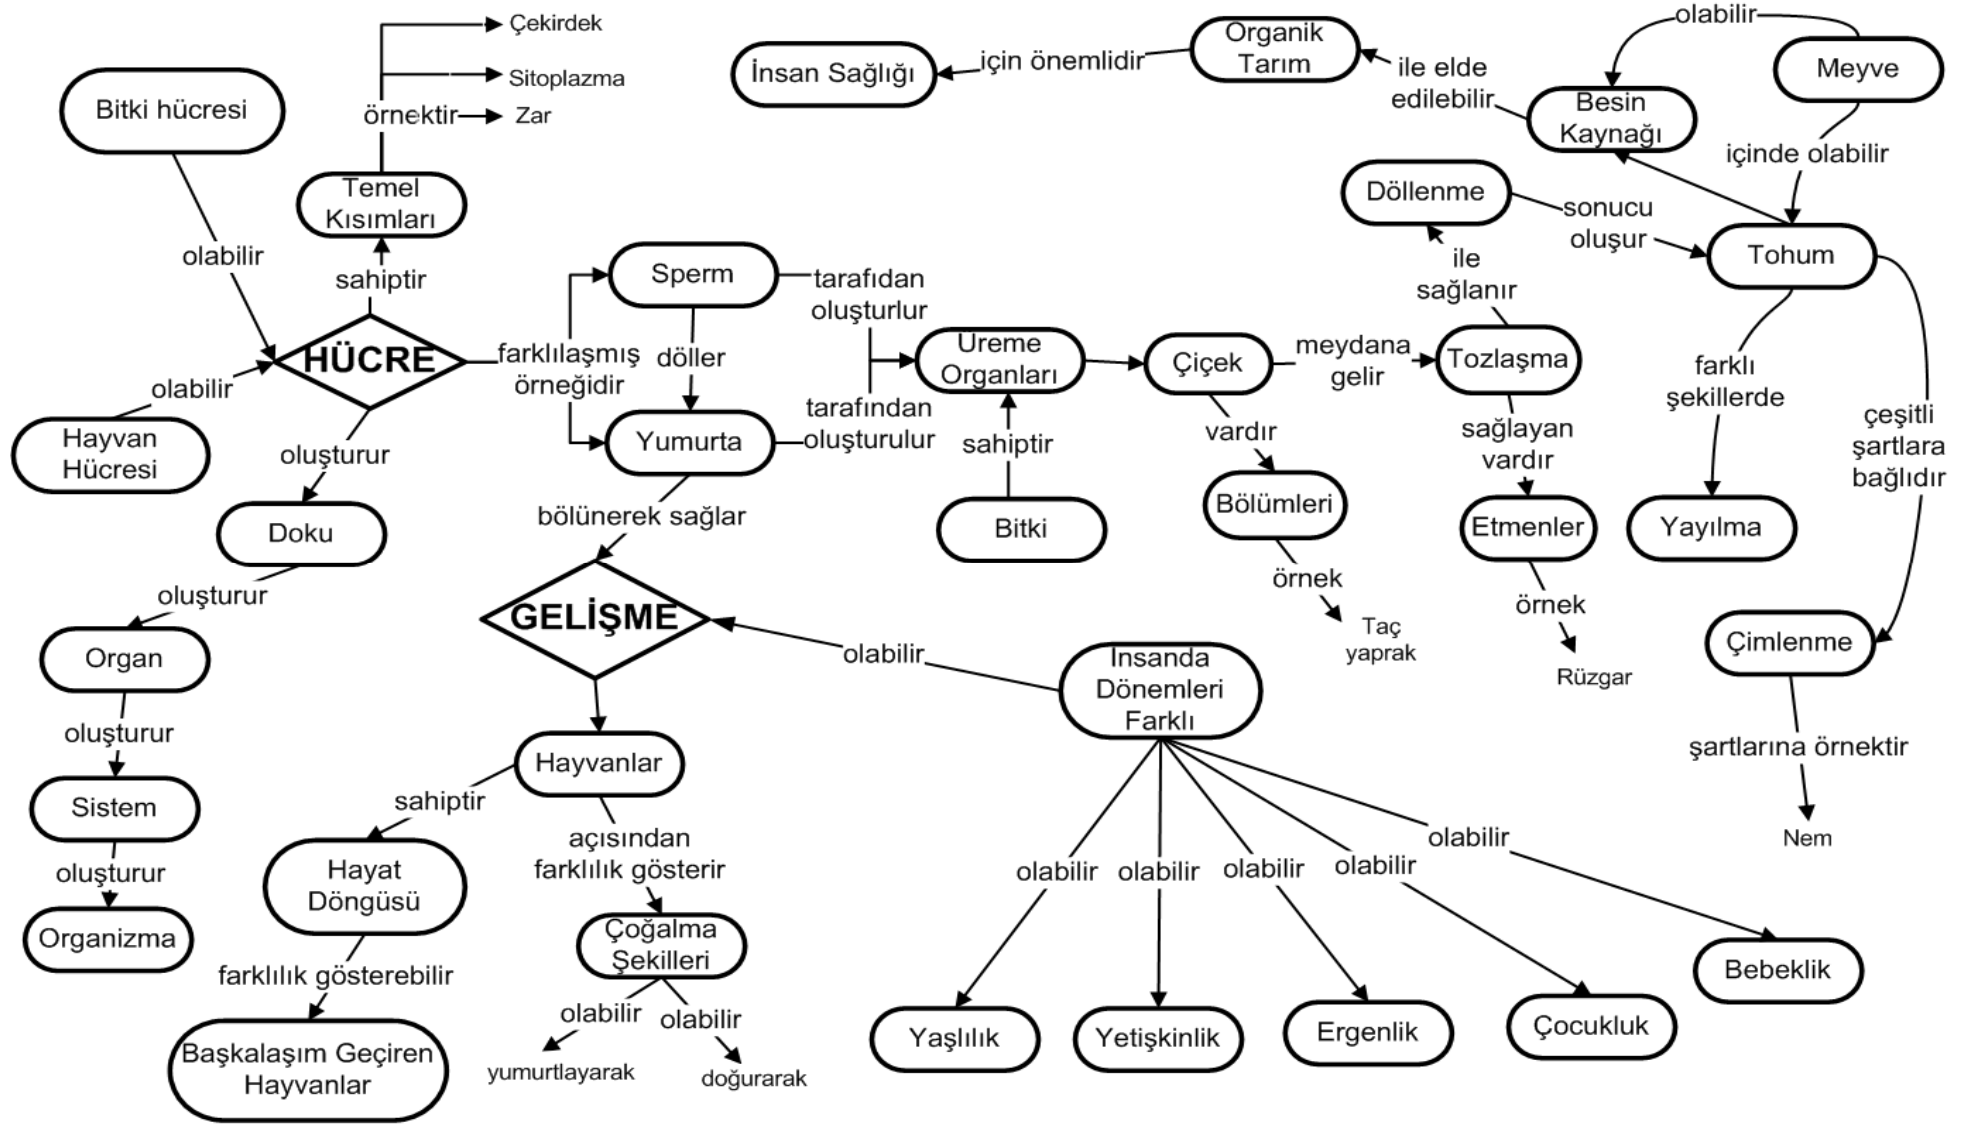 olabilir
Çekirdek
Organik
Tarım
İnsan Sağlığı
için önemlidir
ile elde
edilebilir
Meyve
Sitoplazma
Bitki hücresi
Besin
Kaynağı
örnektir
Zar
içinde olabilir
Temel
Kısımları
Döllenme
sonucu
oluşur
olabilir
Tohum
sahiptir
Sperm
tarafıdan
oluşturlur
ile
sağlanır
HÜCRE
farklılaşmış
örneğidir
döller
Üreme
Organları
Çiçek
meydana
gelir
Tozlaşma
farklı
şekillerde
olabilir
tarafından
oluşturulur
çeşitli
şartlara
bağlıdır
Hayvan
Hücresi
oluşturur
Yumurta
sahiptir
vardır
sağlayan
vardır
Doku
bölünerek sağlar
Bitki
Bölümleri
Etmenler
Yayılma
oluşturur
örnek
örnek
GELİŞME
Taç
yaprak
Rüzgar
Çimlenme
Organ
olabilir
İnsanda
Dönemleri
Farklı
oluşturur
Hayvanlar
şartlarına örnektir
Sistem
sahiptir
açısından
farklılık gösterir
olabilir
Nem
oluşturur
Hayat
Döngüsü
olabilir
olabilir
olabilir
olabilir
Organizma
Çoğalma
Şekilleri
Bebeklik
farklılık gösterebilir
olabilir
olabilir
Yaşlılık
Yetişkinlik
Ergenlik
Çocukluk
Başkalaşım Geçiren
Hayvanlar
yumurtlayarak
doğurarak